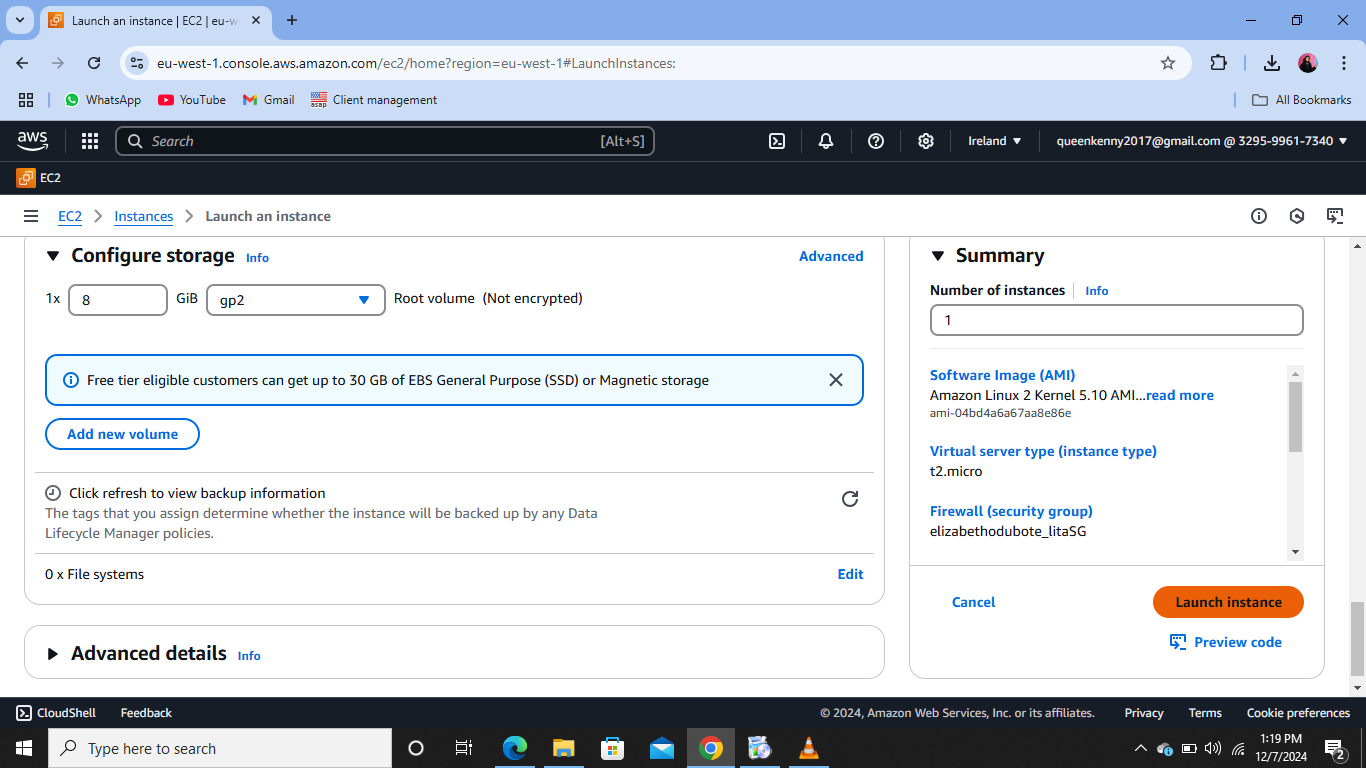 Launch an instance | EC2 | eu-w
eu-west-1.console.aws.amazon.com/ec2/home?region=eu-west-1#LaunchInstances:
WhatsApp
YouTube
Gmail
asap
Client management
All Bookmarks
aws
Search
[Alt+S]
Ireland
queenkenny2017@gmail.com @ 3295-9961-7340
EC2
EC2
Instances
Launch an instance
Configure storage
Info
Advanced
1x
8
GiB
gp2
Root volume (Not encrypted)
Free tier eligible customers can get up to 30 GB of EBS General Purpose (SSD) or Magnetic storage
Add new volume
Click refresh to view backup information
The tags that you assign determine whether the instance will be backed up by any Data
Lifecycle Manager policies.
0 x File systems
Edit
Advanced details
Info
Summary
Number of instances
Info
1
Software Image (AMI)
Amazon Linux 2 Kernel 5.10 AMI...read more
ami-04bd4a6a67aa8e86e
Virtual server type (instance type)
t2.micro
Firewall (security group)
elizabethodubote_litaSG
Cancel
Launch instance
Preview code
CloudShell
Feedback
© 2024, Amazon Web Services, Inc. or its affiliates.
Privacy
Terms
Cookie preferences
Type here to search
1:19 PM
12/7/2024
2